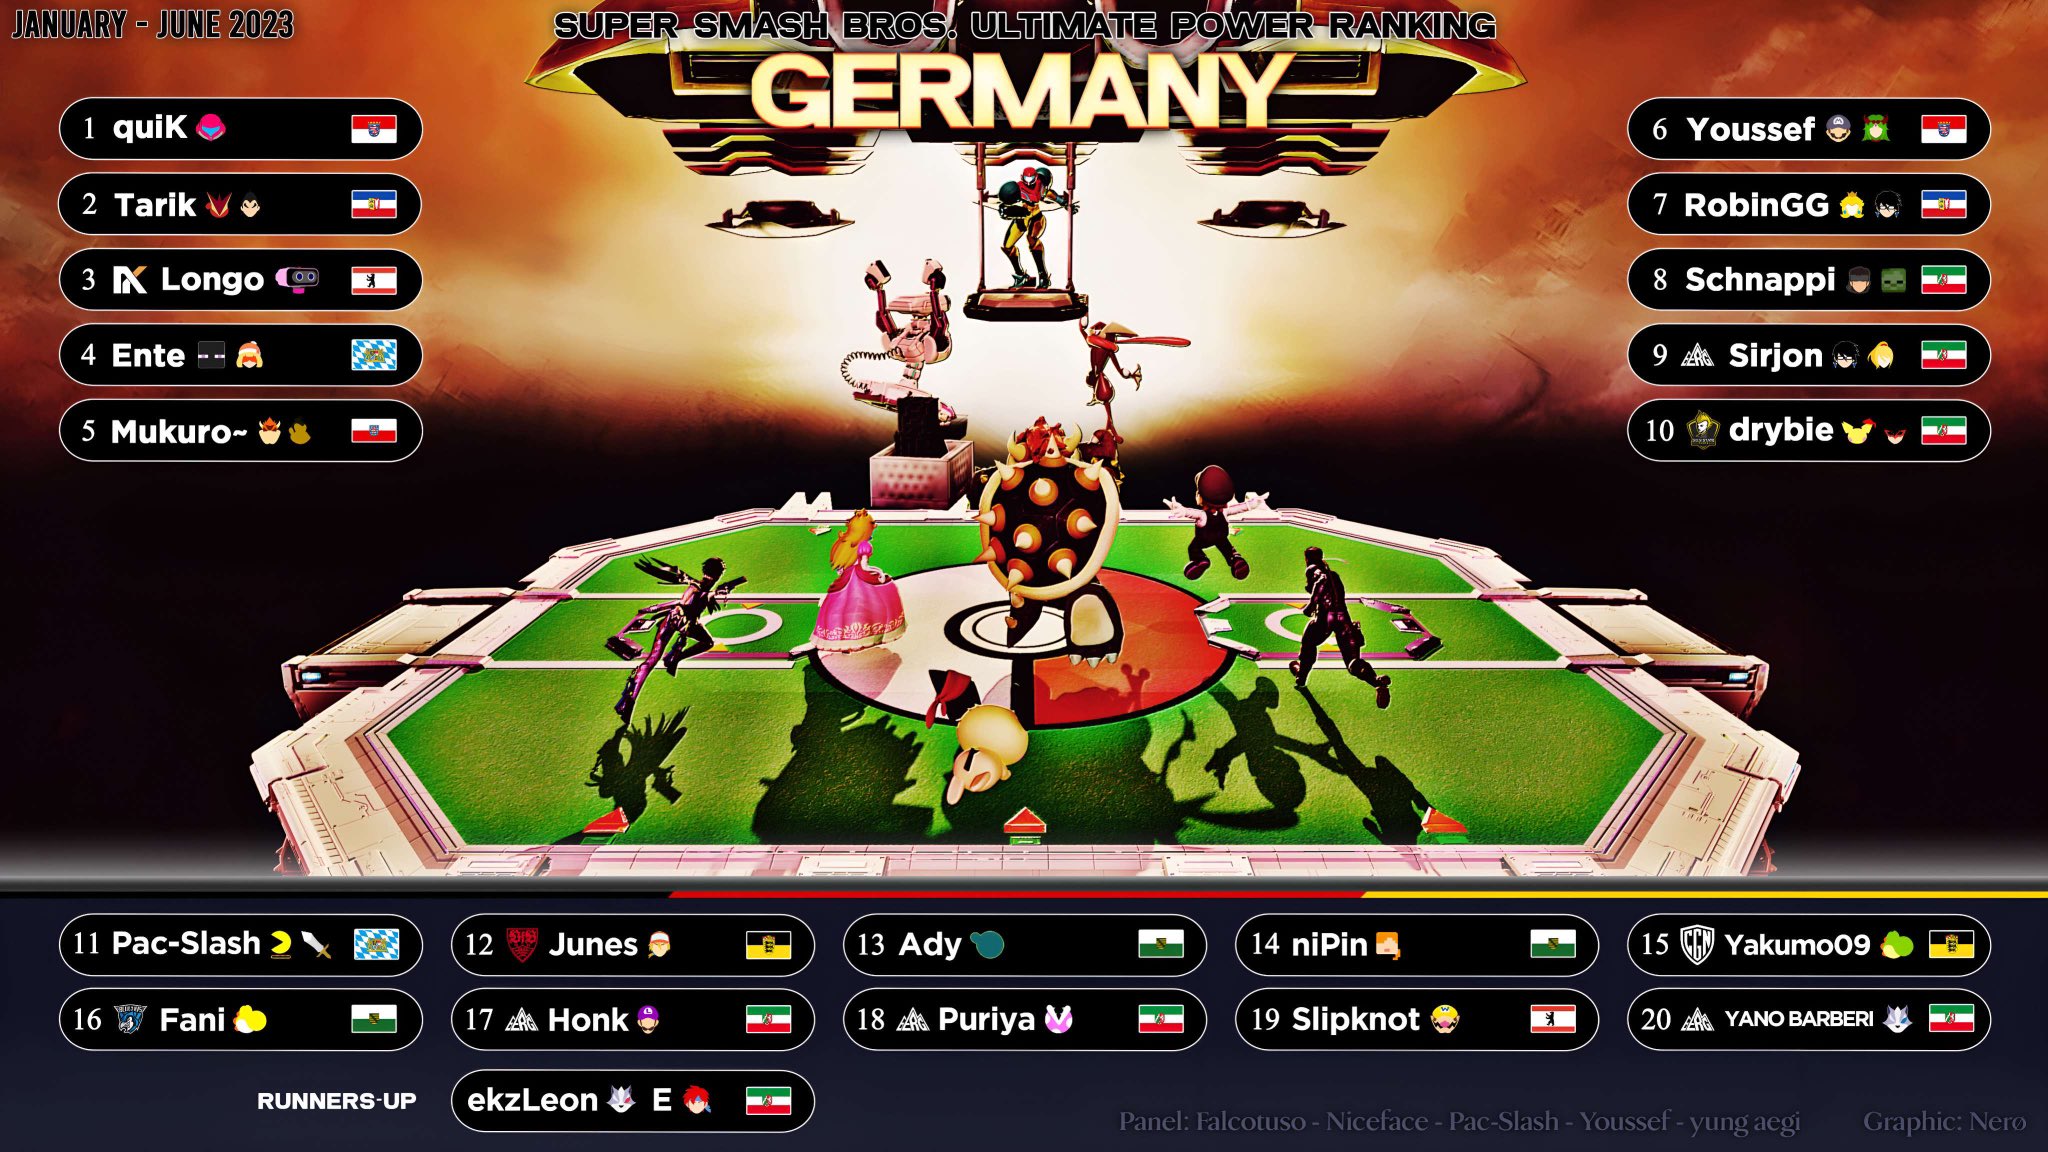 JANUARY - JUNE 2023
SUPER SMASH BROS. ULTIMATE POWER RANKING
GERMANY
1 quiK
2 Tarik
3 Longo
4 Ente
5 Mukuro~
6 Youssef
7 RobinGG
8 Schnappi
9 Sirjon
10 drybie
11 Pac-Slash
12 Junes
13 Ady
14 niPin
15 CGN Yakumo09
16 Fani
17 Honk
18 Puriya
19 Slipknot
20 YANO BARBERI
RUNNERS-UP
ekzLeon E
Panel: Falcotuso - Niceface - Pac-Slash - Youssef - yung aegi
Graphic: Nerø